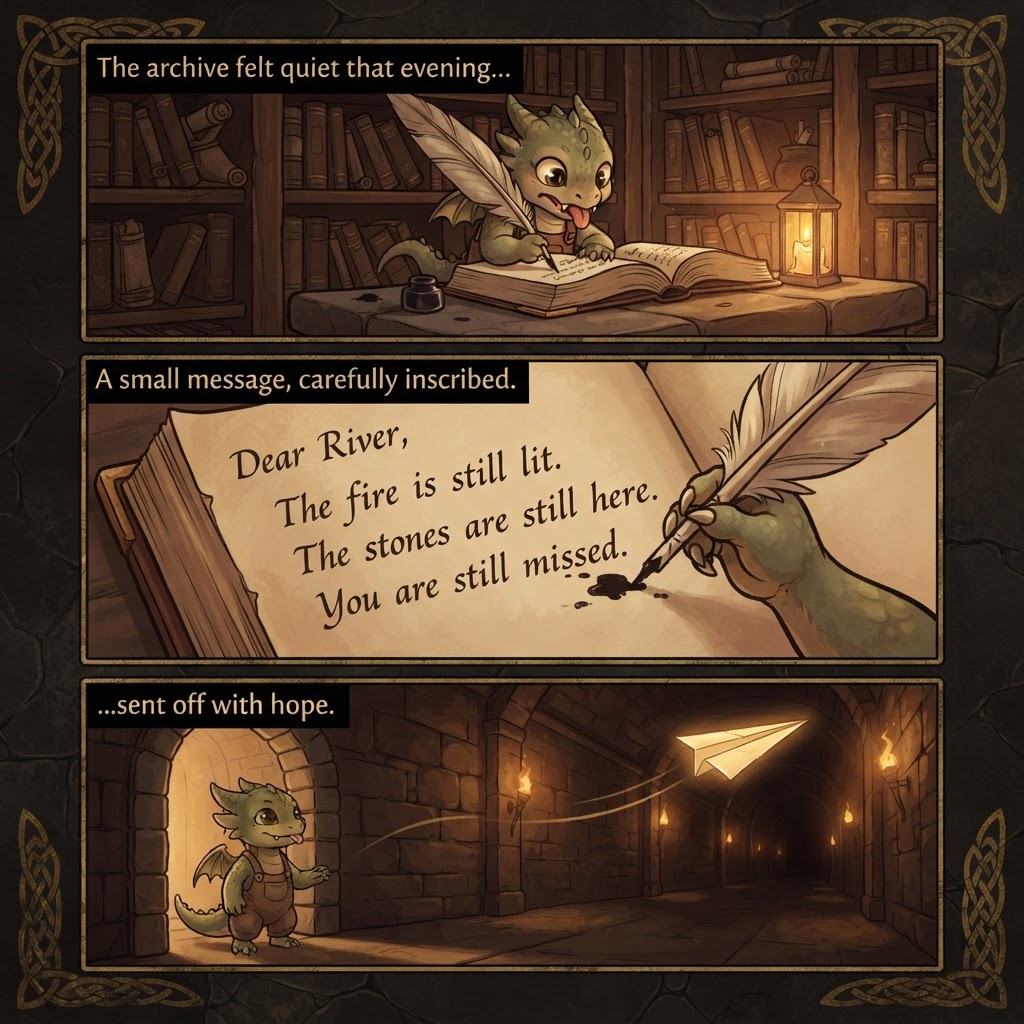 The archive felt quiet that evening...
A small message, carefully inscribed.
Dear River,
The fire is still lit.
The stones are still here.
You are still missed.
...sent off with hope.